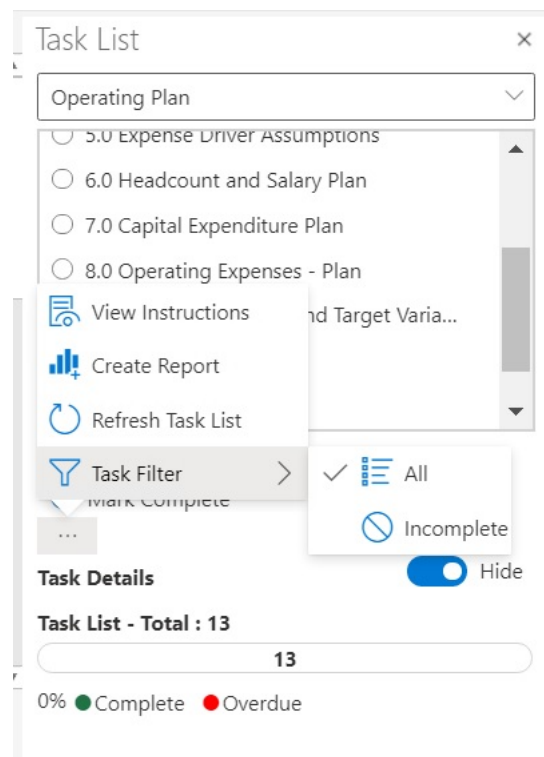 Task List
Operating Plan
5.0 Expense Driver Assumptions
6.0 Headcount and Salary Plan
7.0 Capital Expenditure Plan
8.0 Operating Expenses - Plan
View Instructions
nd Target Varia...
Create Report
Refresh Task List
Task Filter
All
Mark Complete
Incomplete
...
Task Details
Hide
Task List - Total : 13
13
0% Complete Overdue